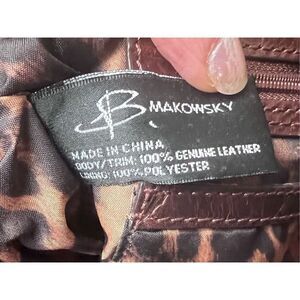 B. MAKOWSKY
MADE IN CHINA
BODY/TRIM: 100% GENUINE LEATHER
LINING: 100% POLYESTER